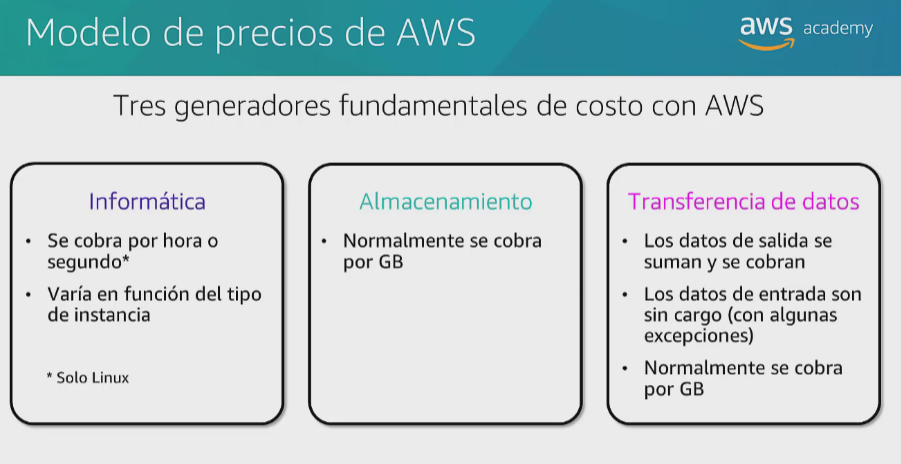 Modelo de precios de AWS
aws academy
Tres generadores fundamentales de costo con AWS
Informática
• Se cobra por hora o
segundo*
• Varía en función del tipo
de instancia
* Solo Linux
Almacenamiento
• Normalmente se cobra
por GB
Transferencia de datos
• Los datos de salida se
suman y se cobran
• Los datos de entrada son
sin cargo (con algunas
excepciones)
• Normalmente se cobra
por GB